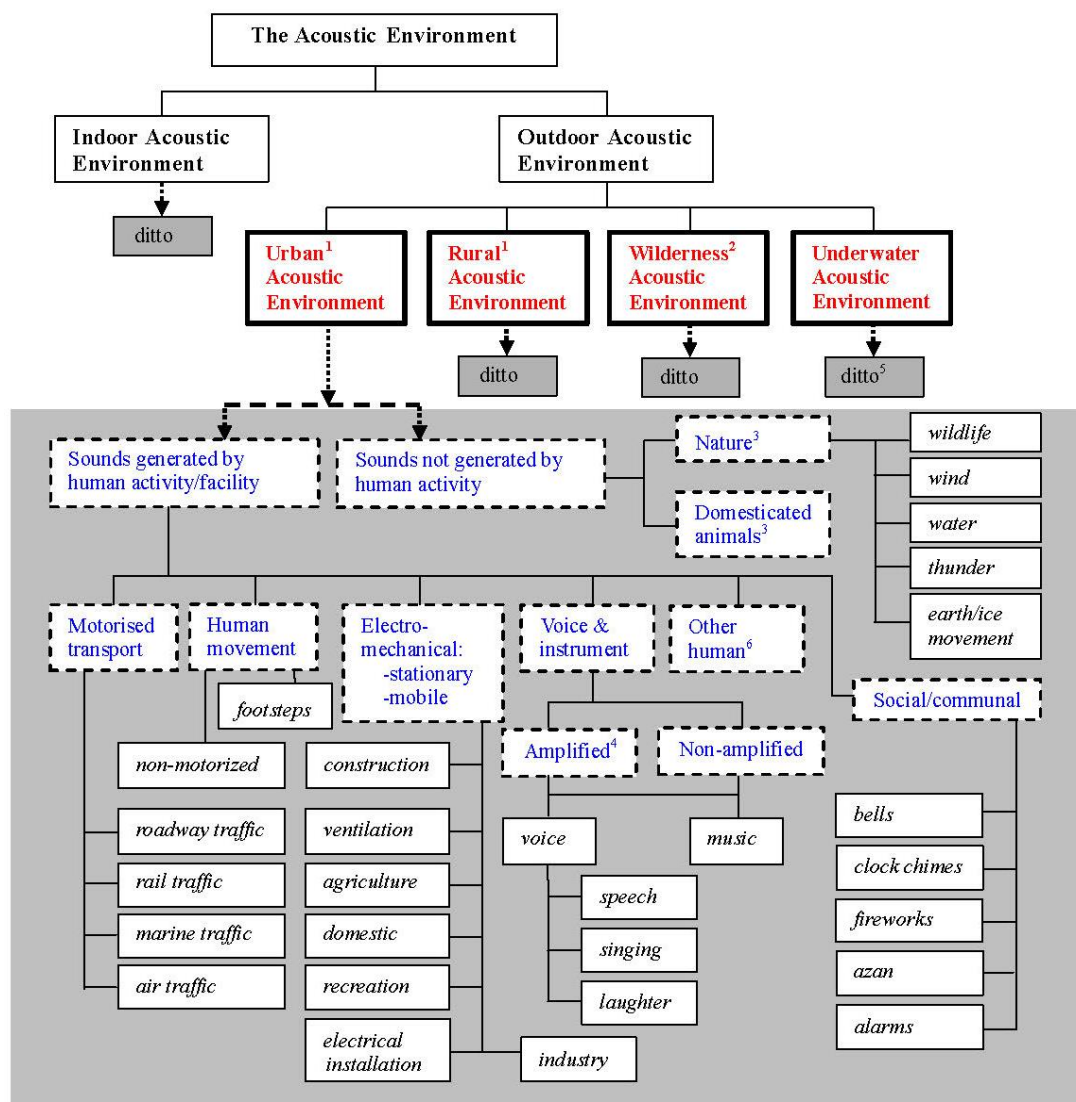 The Acoustic Environment
Indoor Acoustic
Environment
Outdoor Acoustic
Environment
ditto
Urban¹
Acoustic
Environment
Rural¹
Acoustic
Environment
Wilderness²
Acoustic
Environment
Underwater
Acoustic
Environment
ditto
ditto
ditto⁵
Sounds generated by
human activity/facility
Sounds not generated by
human activity
Nature³
Domesticated
animals³
wildlife
wind
water
thunder
earth/ice
movement
Motorised
transport
Human
movement
Electro-
mechanical:
-stationary
-mobile
Voice &
instrument
Other
human⁶
Social/communal
footsteps
non-motorized
roadway traffic
rail traffic
marine traffic
air traffic
construction
ventilation
agriculture
domestic
recreation
electrical
installation
industry
Amplified⁴
Non-amplified
voice
music
speech
singing
laughter
bells
clock chimes
fireworks
azan
alarms